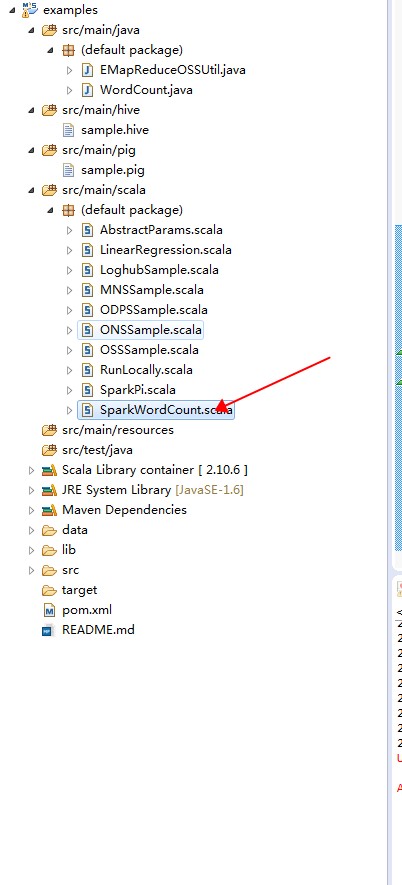 examples
src/main/java
(default package)
EMapReduceOSSUtil.java
WordCount.java
src/main/hive
sample.hive
src/main/pig
sample.pig
src/main/scala
(default package)
AbstractParams.scala
LinearRegression.scala
LoghubSample.scala
MNSSample.scala
ODPSSample.scala
ONSSample.scala
OSSSample.scala
RunLocally.scala
SparkPi.scala
SparkWordCount.scala
src/main/resources
src/test/java
Scala Library container [ 2.10.6 ]
JRE System Library [JavaSE-1.6]
Maven Dependencies
data
lib
src
target
pom.xml
README.md